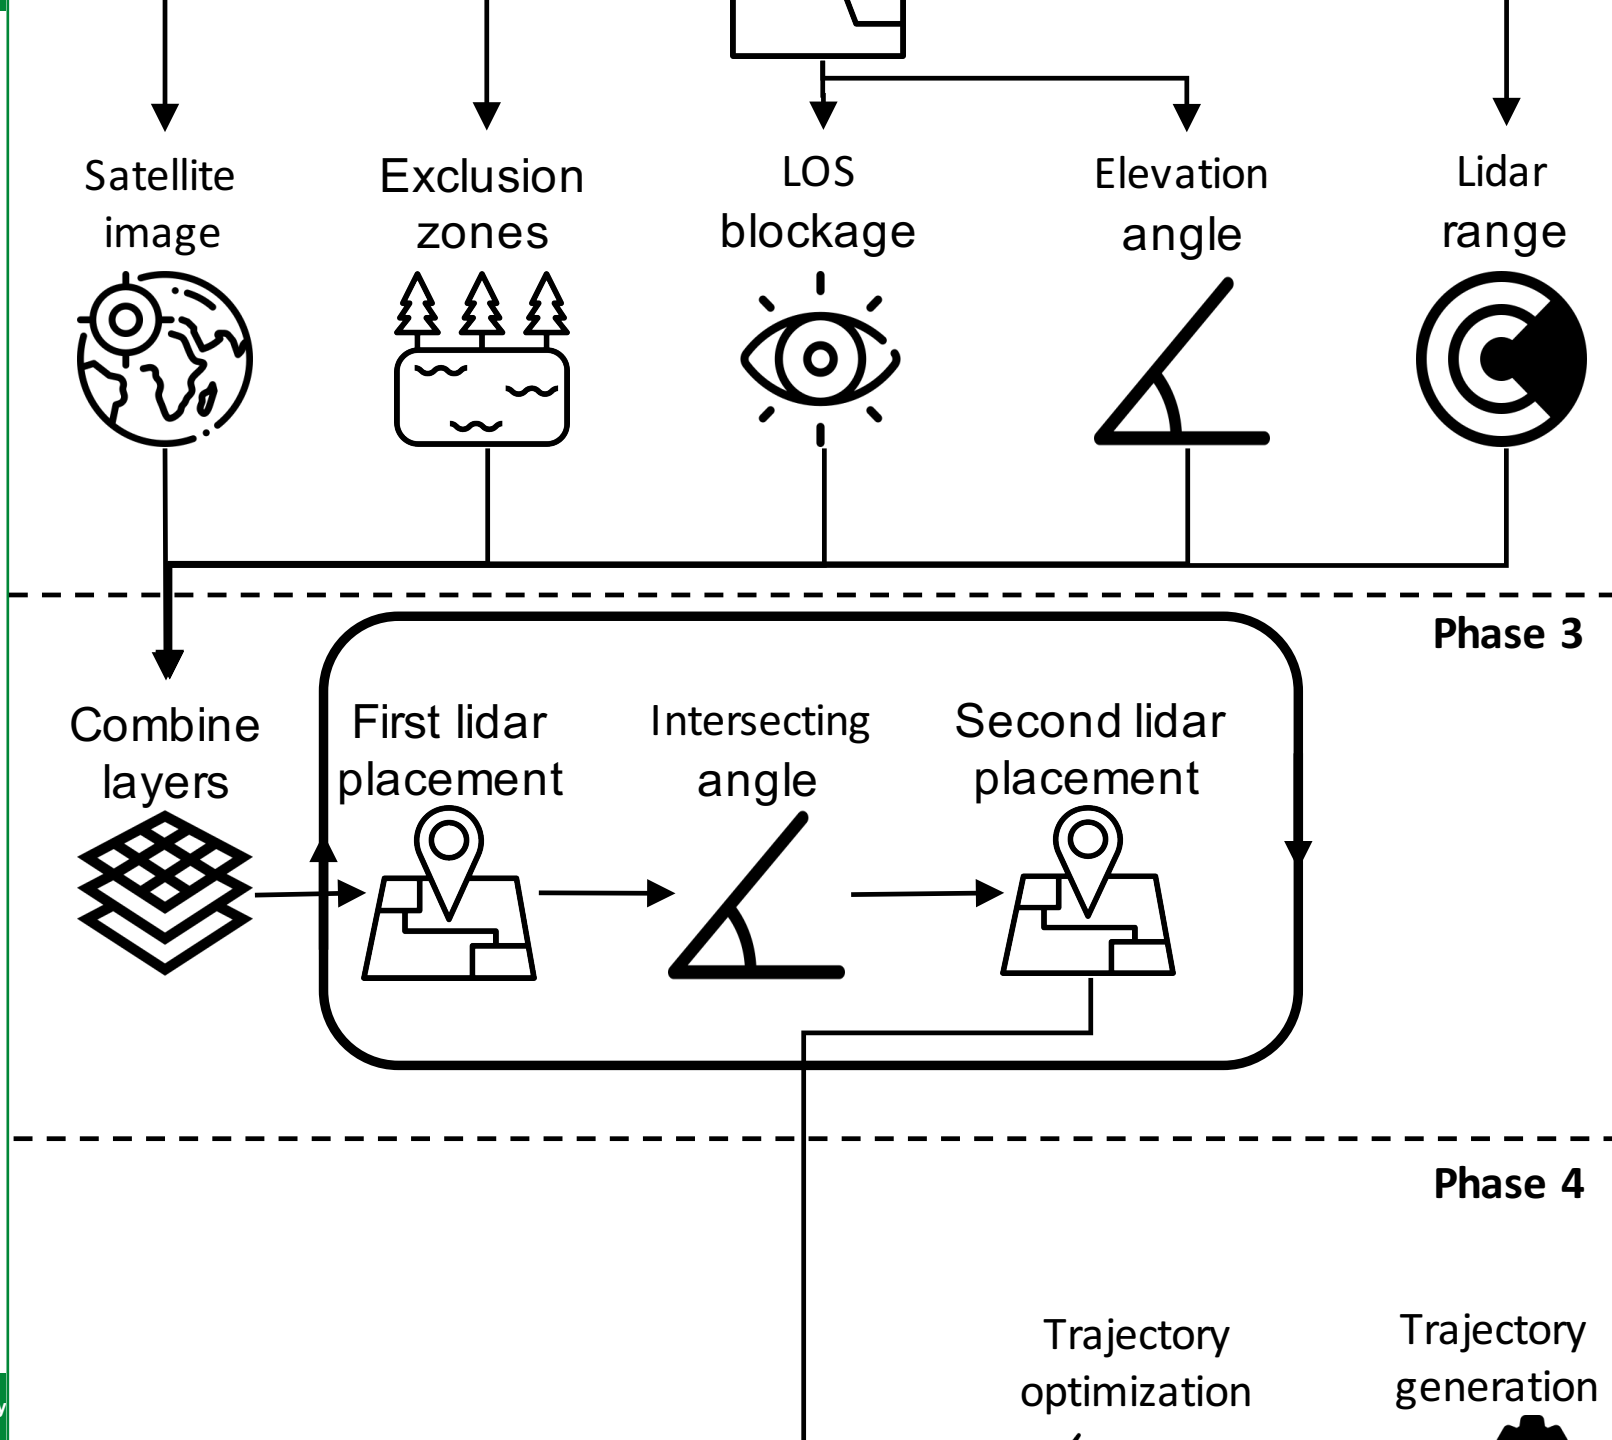 Satellite
image
Exclusion
zones
LOS
blockage
Elevation
angle
Lidar
range
Phase 3
Combine
layers
First lidar
placement
Intersecting
angle
Second lidar
placement
Phase 4
Trajectory
optimization
Trajectory
generation